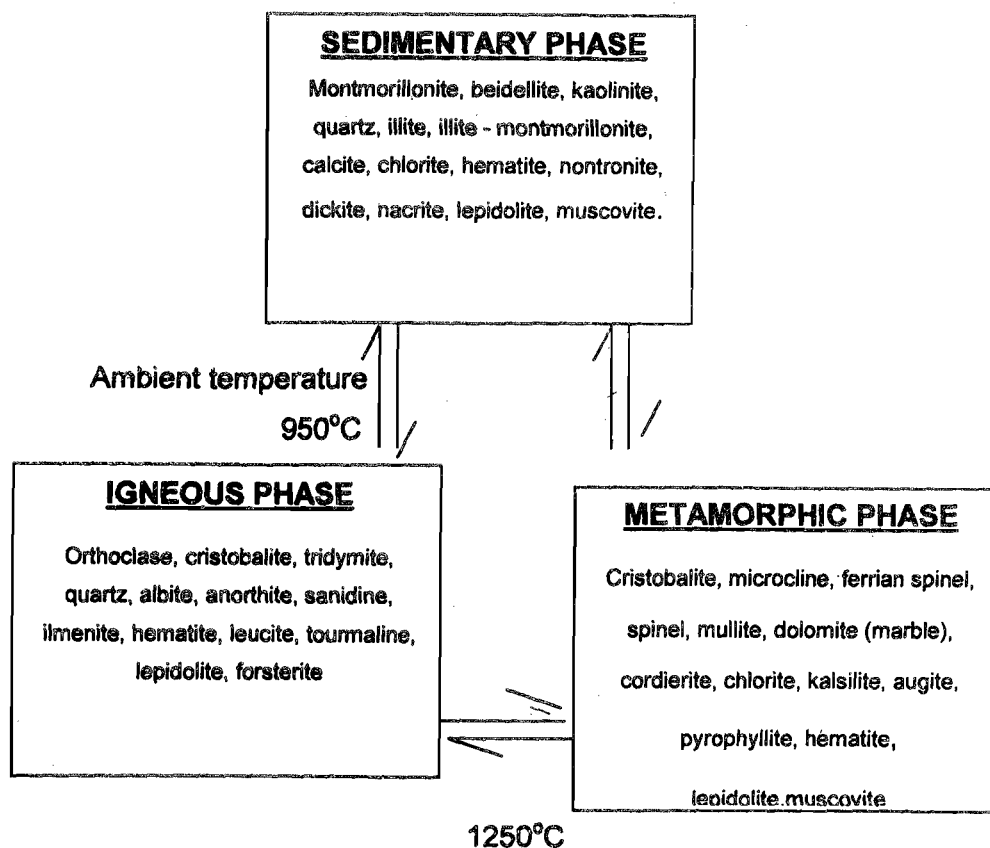 SEDIMENTARY PHASE
Montmorillonite, beidellite, kaolinite,
quartz, illite, illite - montmorillonite,
calcite, chlorite, hematite, nontronite,
dickite, nacrite, lepidolite, muscovite.
Ambient temperature
950°C
IGNEOUS PHASE
Orthoclase, cristobalite, tridymite,
quartz, albite, anorthite, sanidine,
ilmenite, hematite, leucite, tourmaline,
lepidolite, forsterite
METAMORPHIC PHASE
Cristobalite, microcline, ferrian spinel,
spinel, mullite, dolomite (marble),
cordierite, chlorite, kalsilite, augite,
pyrophyllite, hematite,
lepidolite.muscovite
1250°C